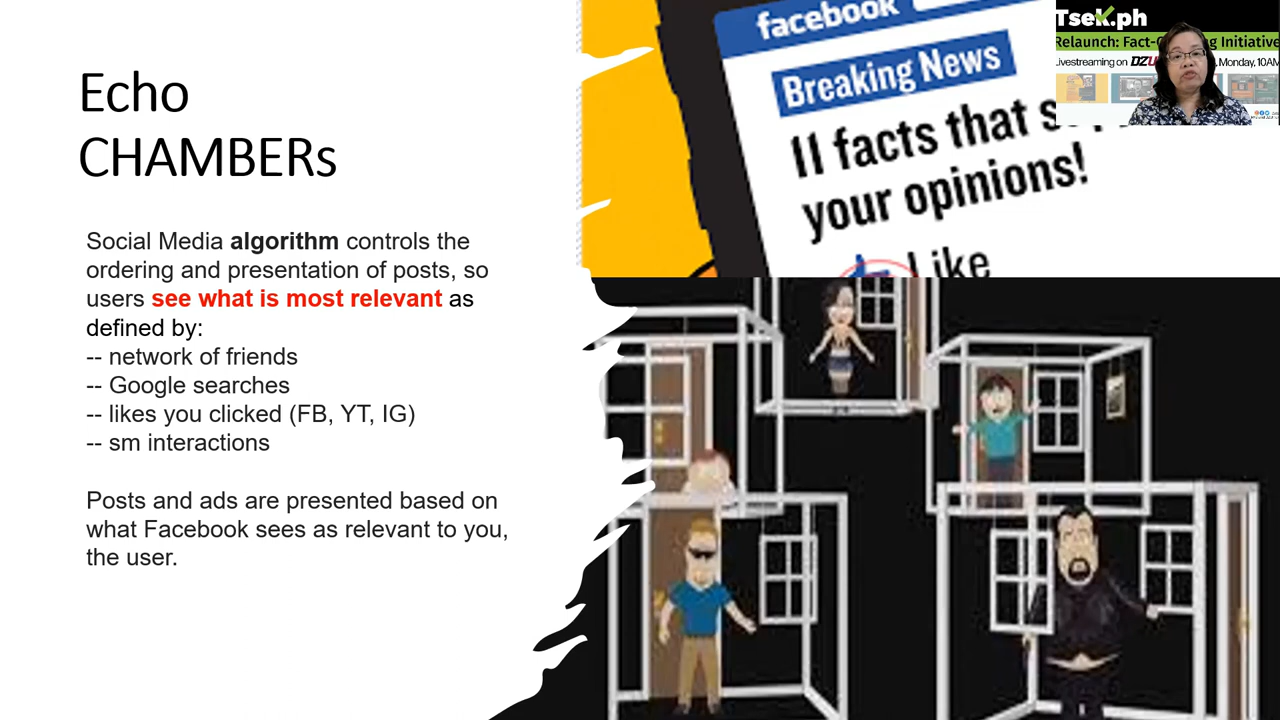 Echo
CHAMBERs
Social Media algorithm controls the
ordering and presentation of posts, so
users see what is most relevant as
defined by:
-- network of friends
-- Google searches
-- likes you clicked (FB, YT, IG)
-- sm interactions
Posts and ads are presented based on
what Facebook sees as relevant to you,
the user.
facebook
Breaking News
11 facts that
your opinions!
Like
Tsek.ph
Relaunch: Initiative
Livestreaming on DZU Monday, 10AM